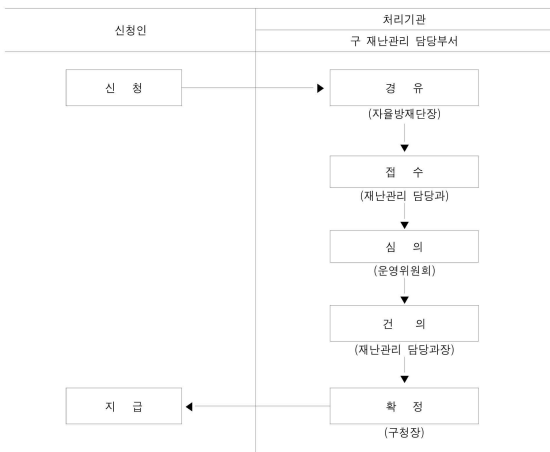 신청인
처리기관
구 재난관리 담당부서
신 청
경 유
(자율방재단장)
접 수
(재난관리 담당과)
심 의
(운영위원회)
건 의
(재난관리 담당과장)
지 급
확 정
(구청장)